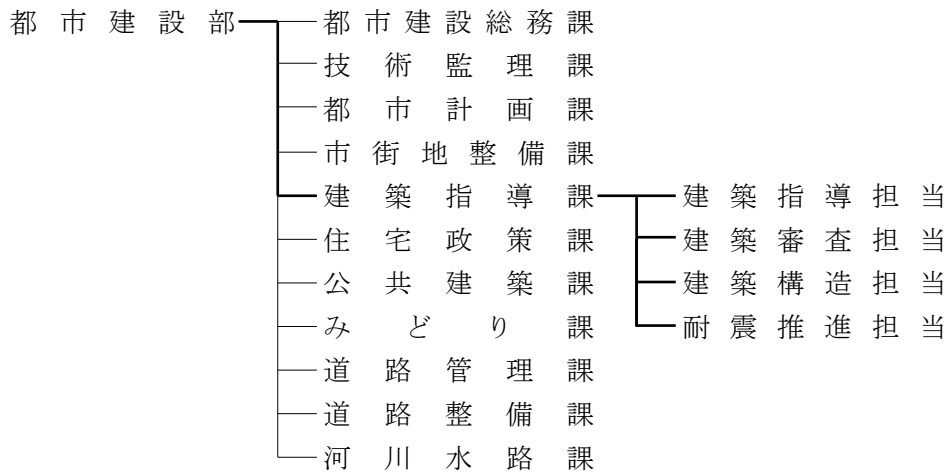 都市建設部 都市建設総務課
技術監理課
都市計画課
市街地整備課
建築指導課 建築指導担当
住宅政策課 建築審査担当
公共建築課 建築構造担当
みどり課 耐震推進担当
道路管理課
道路整備課
河川水路課